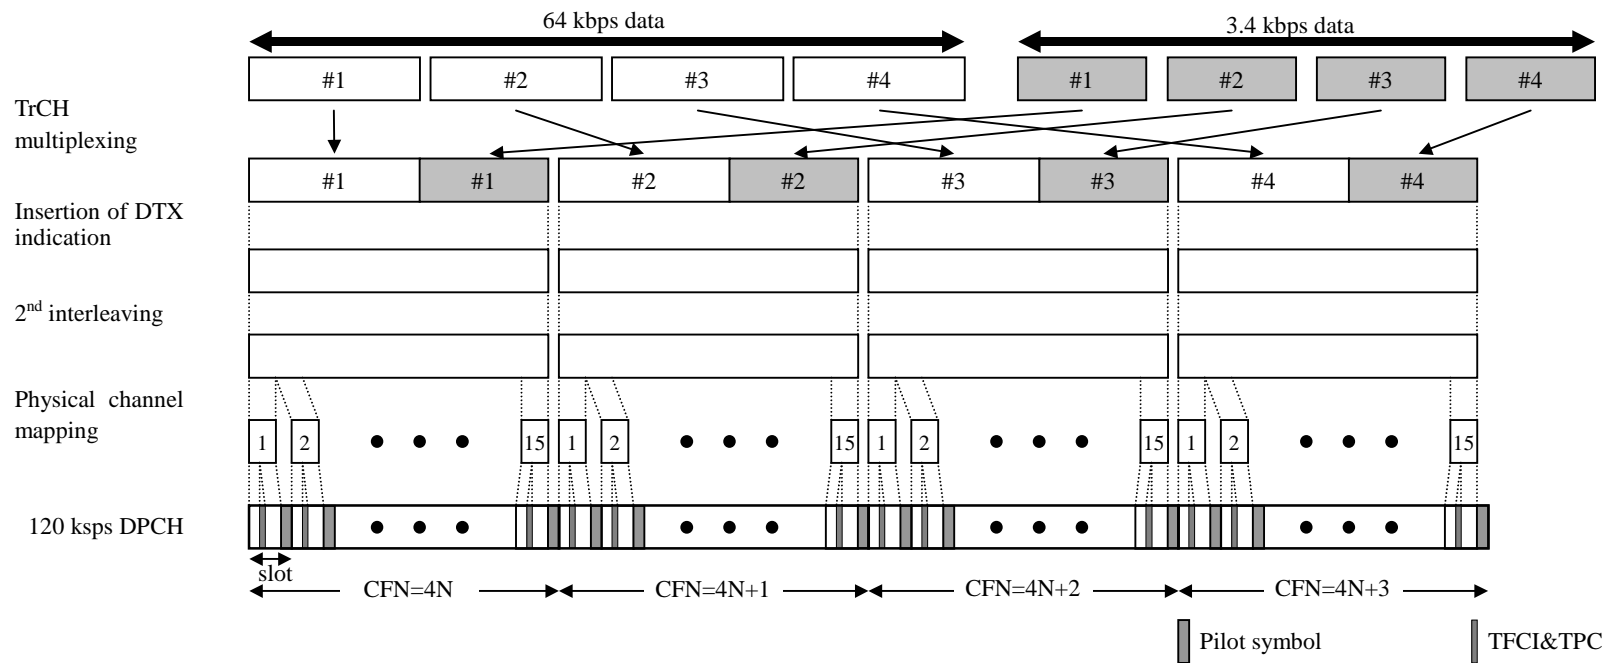 64 kbps data 3.4 kbps data
#1 #2 #3 #4 #1 #2 #3 #4
TrCH
multiplexing
#1 #1 #2 #2 #3 #3 #4 #4
Insertion of DTX
indication
2nd interleaving
Physical channel
mapping
1 2 15 1 2 15 1 2 15 1 2 15
120 ksps DPCH
slot
CFN=4N CFN=4N+1 CFN=4N+2 CFN=4N+3
Pilot symbol TFCI&TPC